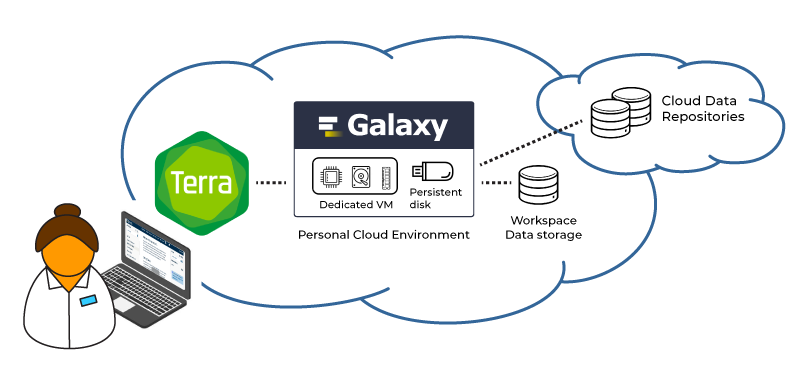 Terra
Galaxy
Dedicated VM
Persistent
disk
Personal Cloud Environment
Workspace
Data storage
Cloud Data
Repositories